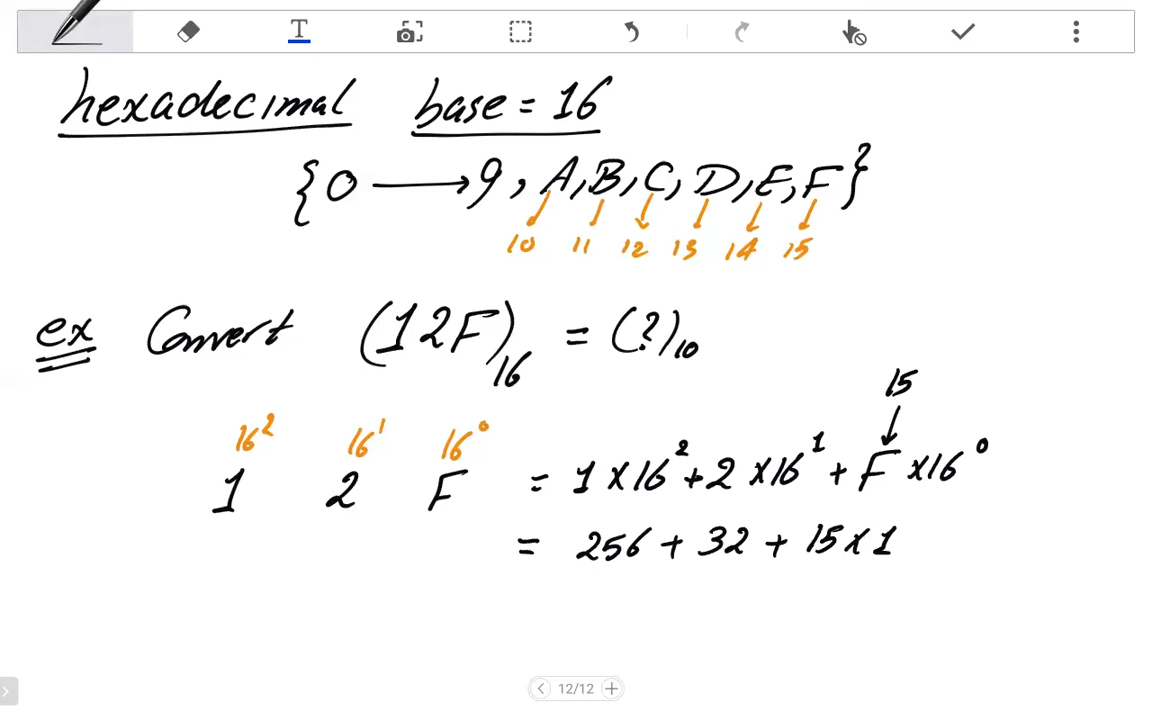 T
hexadecimal base = 16
{0 → 9, A, B, C, D, E, F}
10 11 12 13 14 15
ex Convert (12F)₁₆ = (?)₁₀
15
16² 16¹ 16⁰
1 2 F = 1 × 16² + 2 × 16¹ + F × 16⁰
= 256 + 32 + 15 × 1
12/12